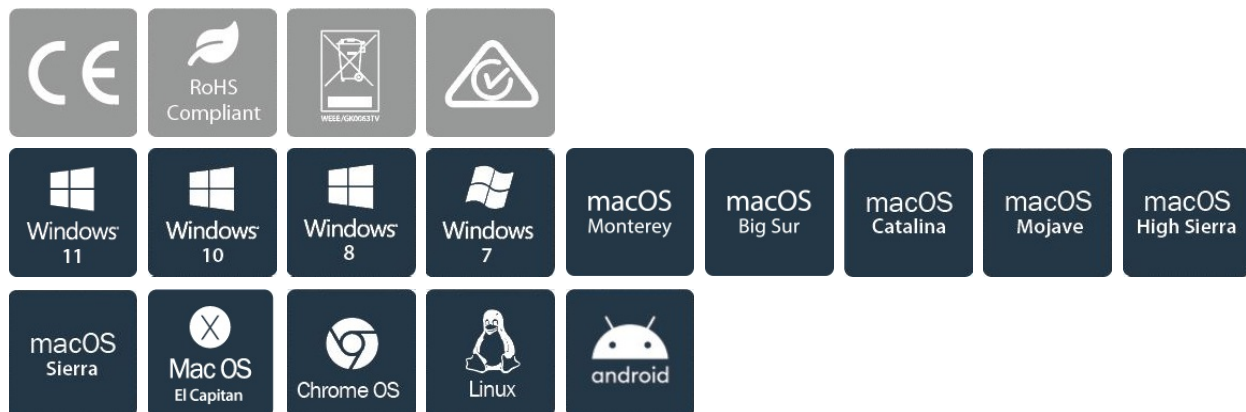 CE
RoHS
Compliant
WEEE/GK0063TV
Windows
11
Windows
10
Windows
8
Windows
7
macOS
Monterey
macOS
Big Sur
macOS
Catalina
macOS
Mojave
macOS
High Sierra
macOS
Sierra
X
Mac OS
El Capitan
Chrome OS
Linux
android